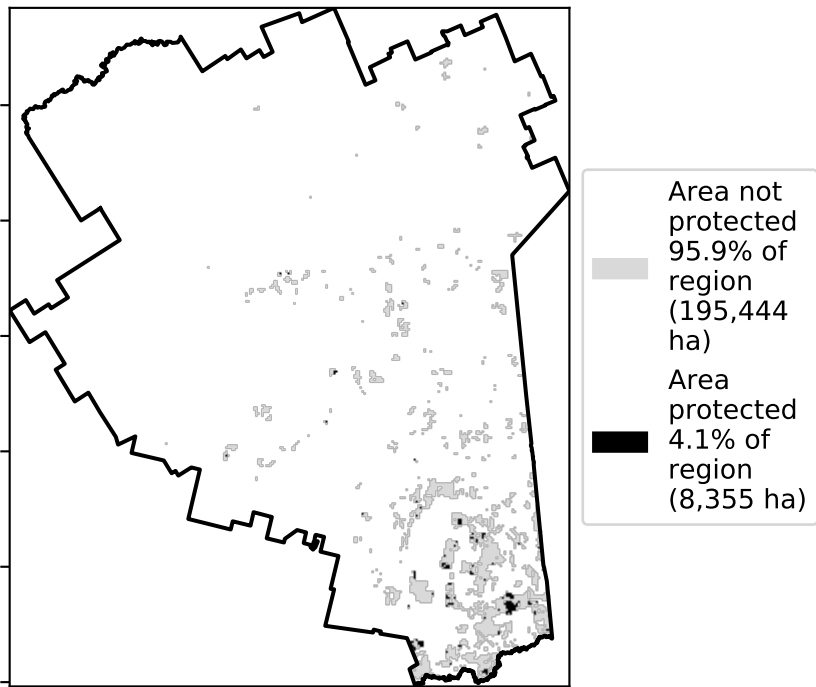 Area not
protected
95.9% of
region
(195,444
ha)
Area
protected
4.1% of
region
(8,355 ha)